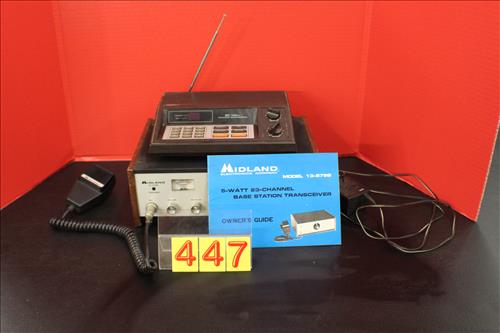 MIDLAND
MIDLAND
ELECTRONICS COMPANY
MODEL 13-879B
5-WATT 23-CHANNEL
BASE STATION TRANSCEIVER
OWNER'S GUIDE
447